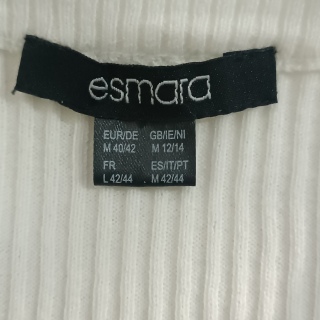 esmara
EUR/DE GB/IE/NI
M 40/42 M 12/14
FR ES/IT/PT
L 42/44 M 42/44